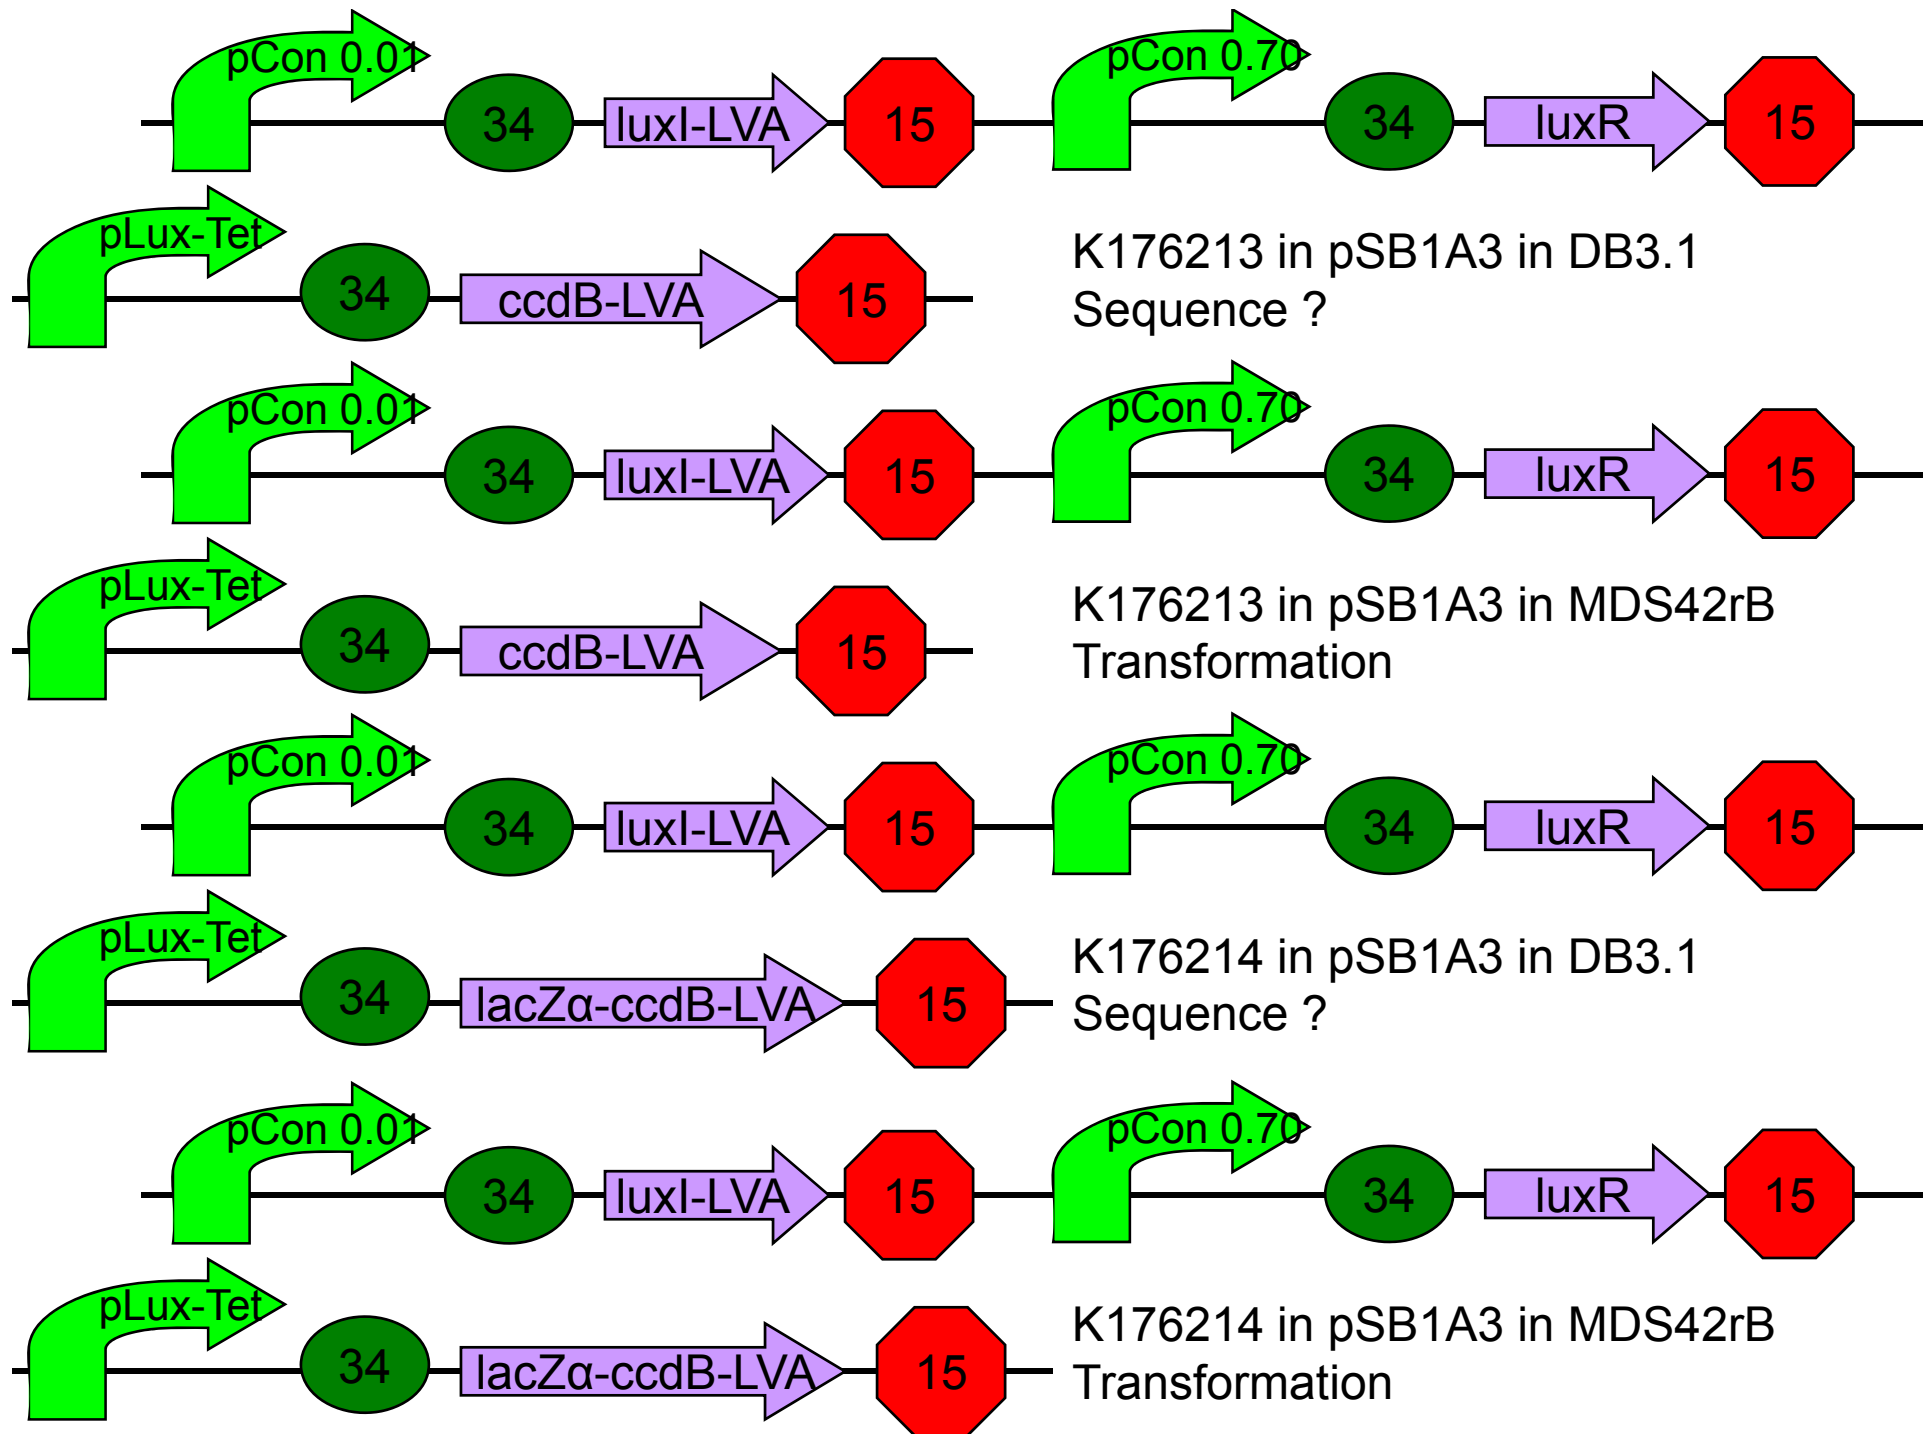 pCon 0.01 34 luxI-LVA 15 pCon 0.70 34 luxR 15
pLux-Tet 34 ccdB-LVA 15 K176213 in pSB1A3 in DB3.1
Sequence ?
pCon 0.01 34 luxI-LVA 15 pCon 0.70 34 luxR 15
pLux-Tet 34 ccdB-LVA 15 K176213 in pSB1A3 in MDS42rB
Transformation
pCon 0.01 34 luxI-LVA 15 pCon 0.70 34 luxR 15
pLux-Tet 34 lacZα-ccdB-LVA 15 K176214 in pSB1A3 in DB3.1
Sequence ?
pCon 0.01 34 luxI-LVA 15 pCon 0.70 34 luxR 15
pLux-Tet 34 lacZα-ccdB-LVA 15 K176214 in pSB1A3 in MDS42rB
Transformation